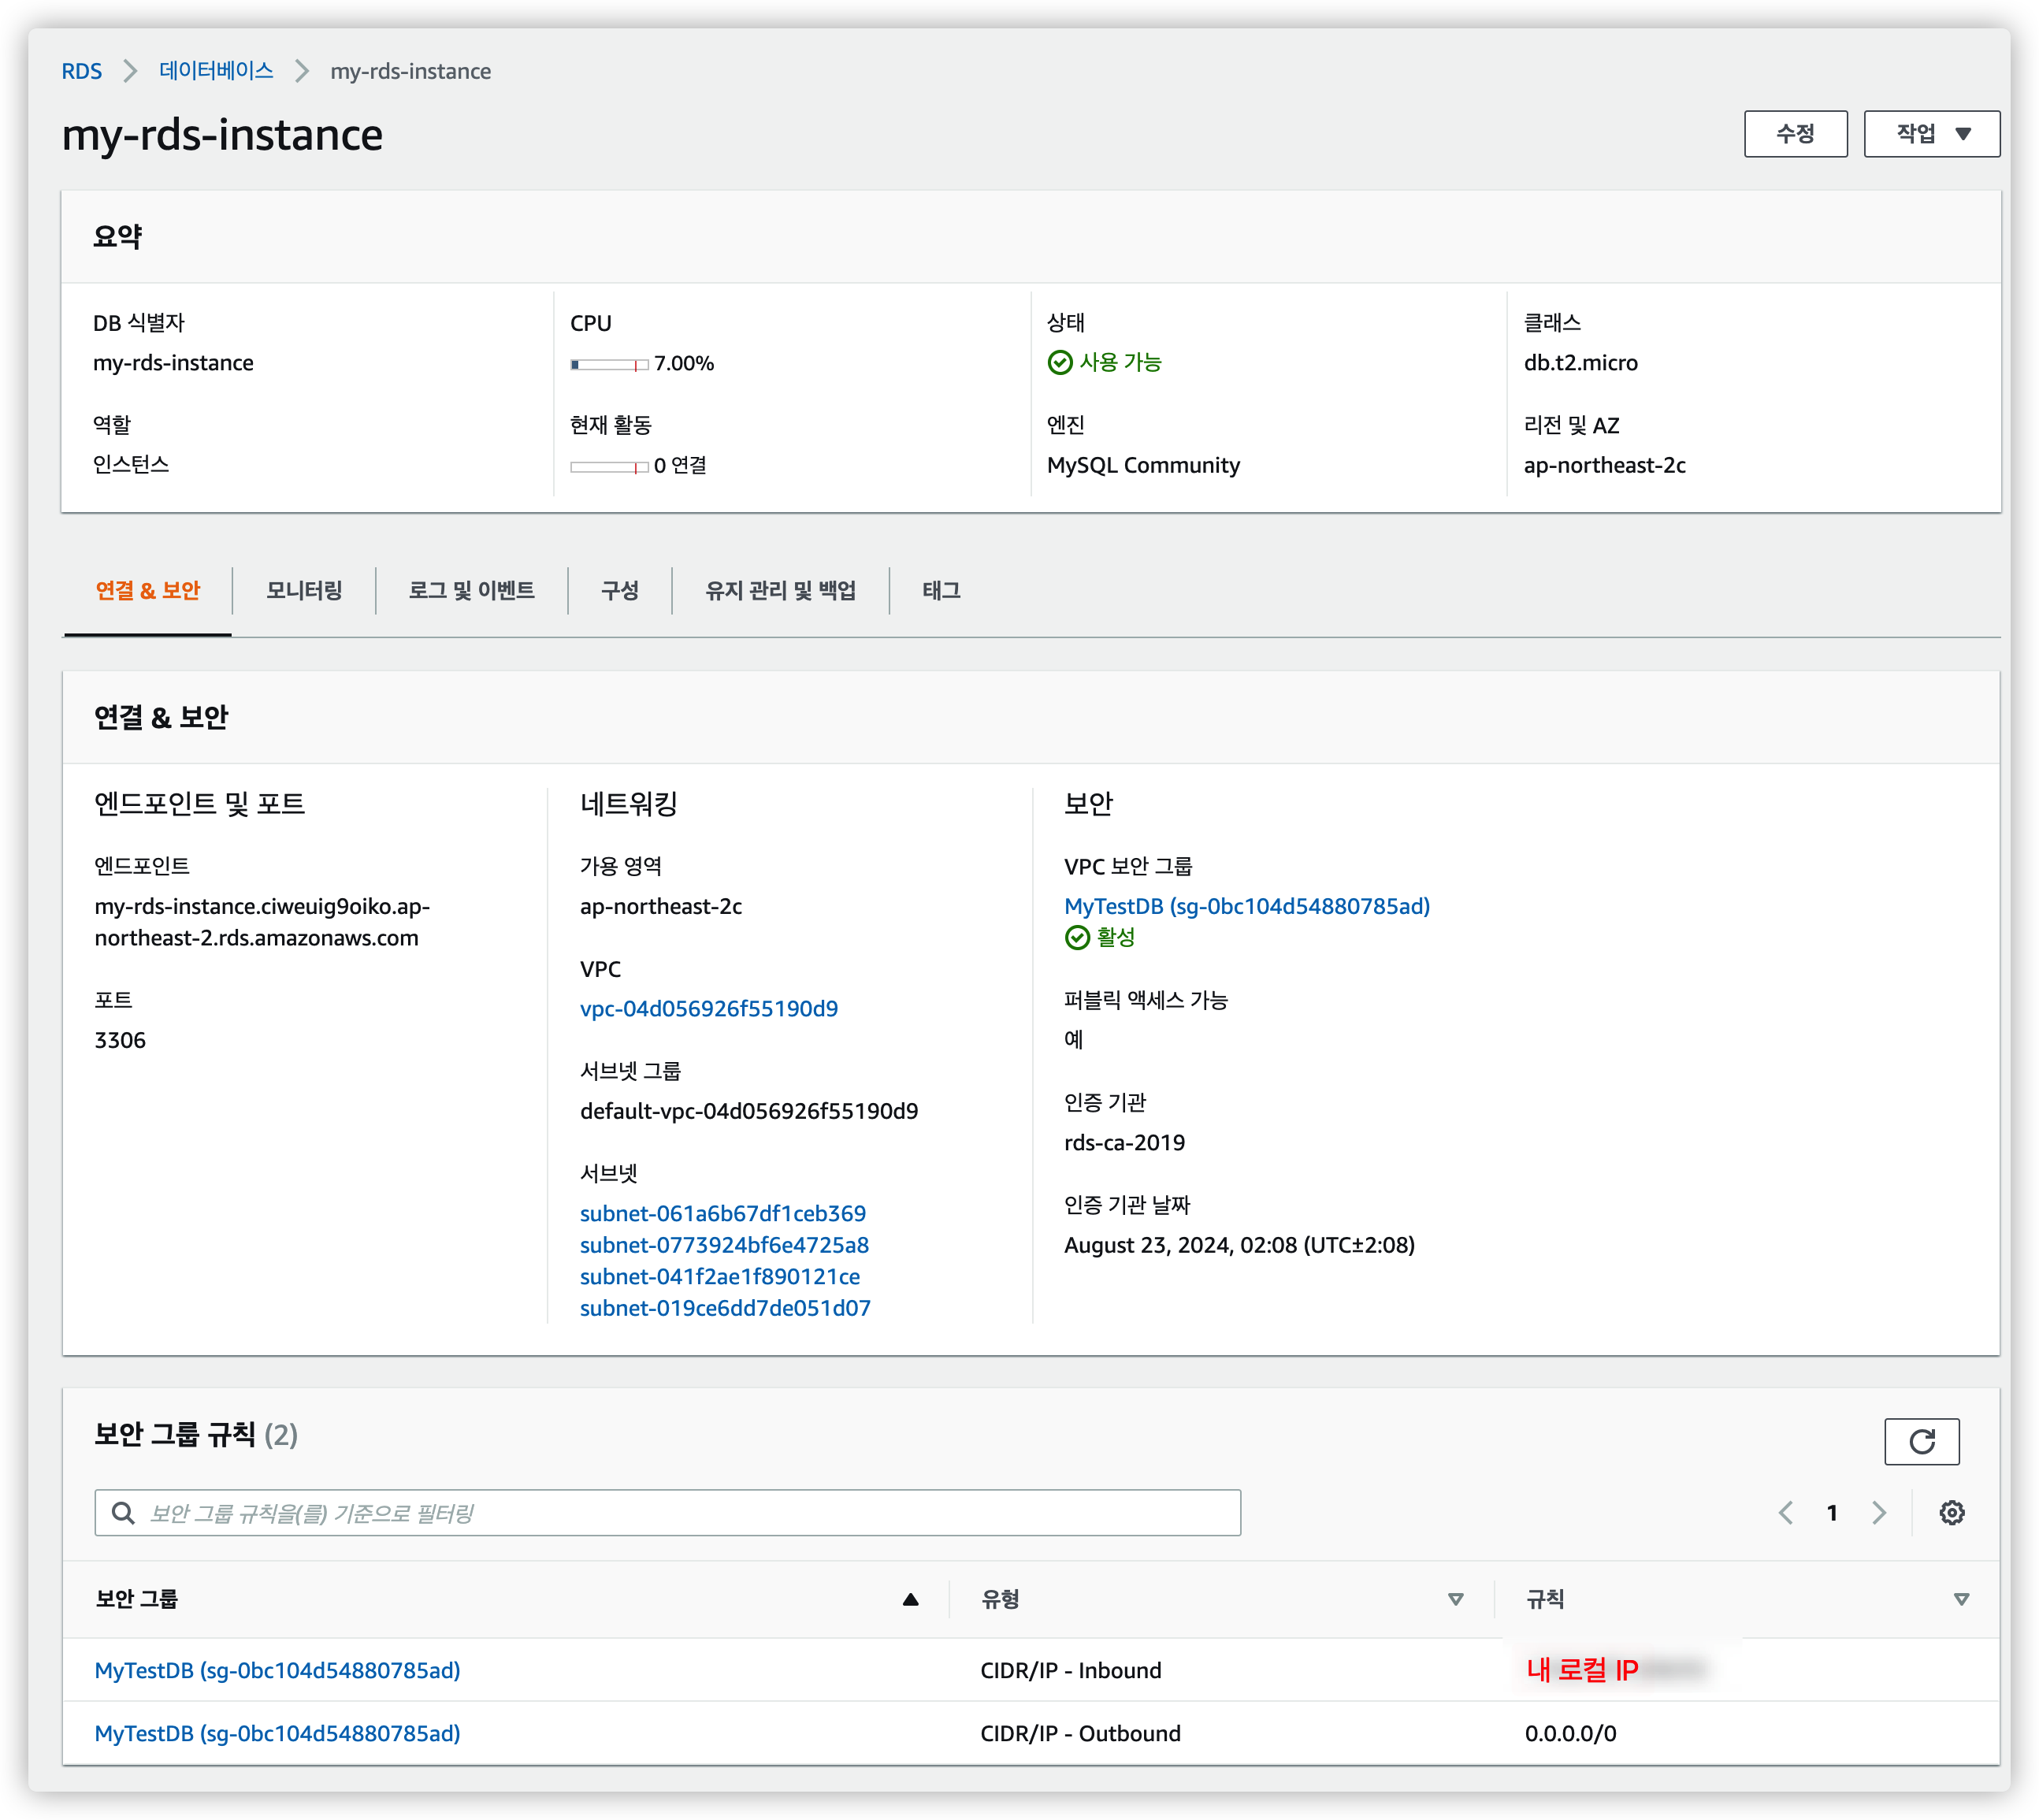 RDS > 데이터베이스 > my-rds-instance
my-rds-instance
수정
작업
요약
DB 식별자
my-rds-instance
역할
인스턴스
CPU
7.00%
현재 활동
0 연결
상태
사용 가능
엔진
MySQL Community
클래스
db.t2.micro
리전 및 AZ
ap-northeast-2c
연결 & 보안
모니터링
로그 및 이벤트
구성
유지 관리 및 백업
태그
연결 & 보안
엔드포인트 및 포트
엔드포인트
my-rds-instance.ciweuig9oiko.ap-
northeast-2.rds.amazonaws.com
포트
3306
네트워킹
가용 영역
ap-northeast-2c
VPC
vpc-04d056926f55190d9
서브넷 그룹
default-vpc-04d056926f55190d9
서브넷
subnet-061a6b67df1ceb369
subnet-0773924bf6e4725a8
subnet-041f2ae1f890121ce
subnet-019ce6dd7de051d07
보안
VPC 보안 그룹
MyTestDB (sg-0bc104d54880785ad)
활성
퍼블릭 액세스 가능
예
인증 기관
rds-ca-2019
인증 기관 날짜
August 23, 2024, 02:08 (UTC±2:08)
보안 그룹 규칙 (2)
보안 그룹 규칙을(를) 기준으로 필터링
1
보안 그룹
유형
규칙
MyTestDB (sg-0bc104d54880785ad)
CIDR/IP - Inbound
내 로컬 IP
MyTestDB (sg-0bc104d54880785ad)
CIDR/IP - Outbound
0.0.0.0/0